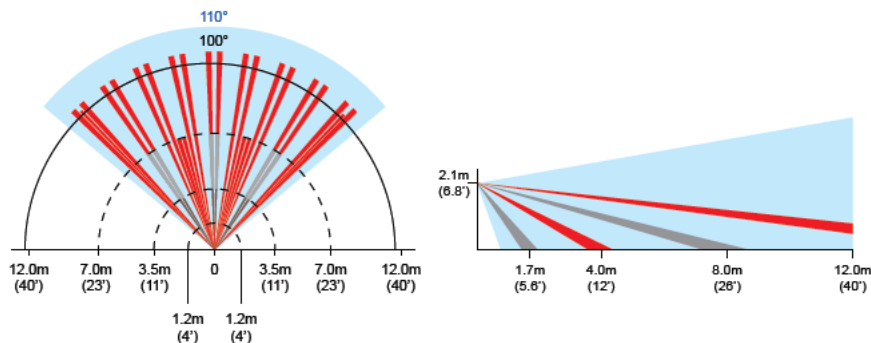 110°
100°
12.0m 7.0m 3.5m 0 3.5m 7.0m 12.0m
(40') (23') (11') (11') (23') (40')
1.2m 1.2m
(4') (4')
2.1m
(6.8')
1.7m 4.0m 8.0m 12.0m
(5.6') (12') (26') (40')